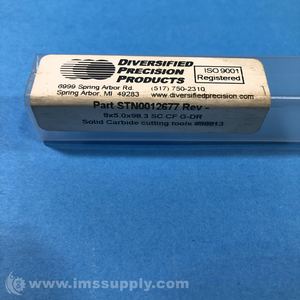 DIVERSIFIED
PRECISION
PRODUCTS
ISO 9001
Registered
6999 Spring Arbor Rd.
Spring Arbor, MI 49283
(517) 750-2310
www.diversifiedprecision.com
Part STN0012677 Rev -
Solid Carbide cutting tools
© www.imssupply.com